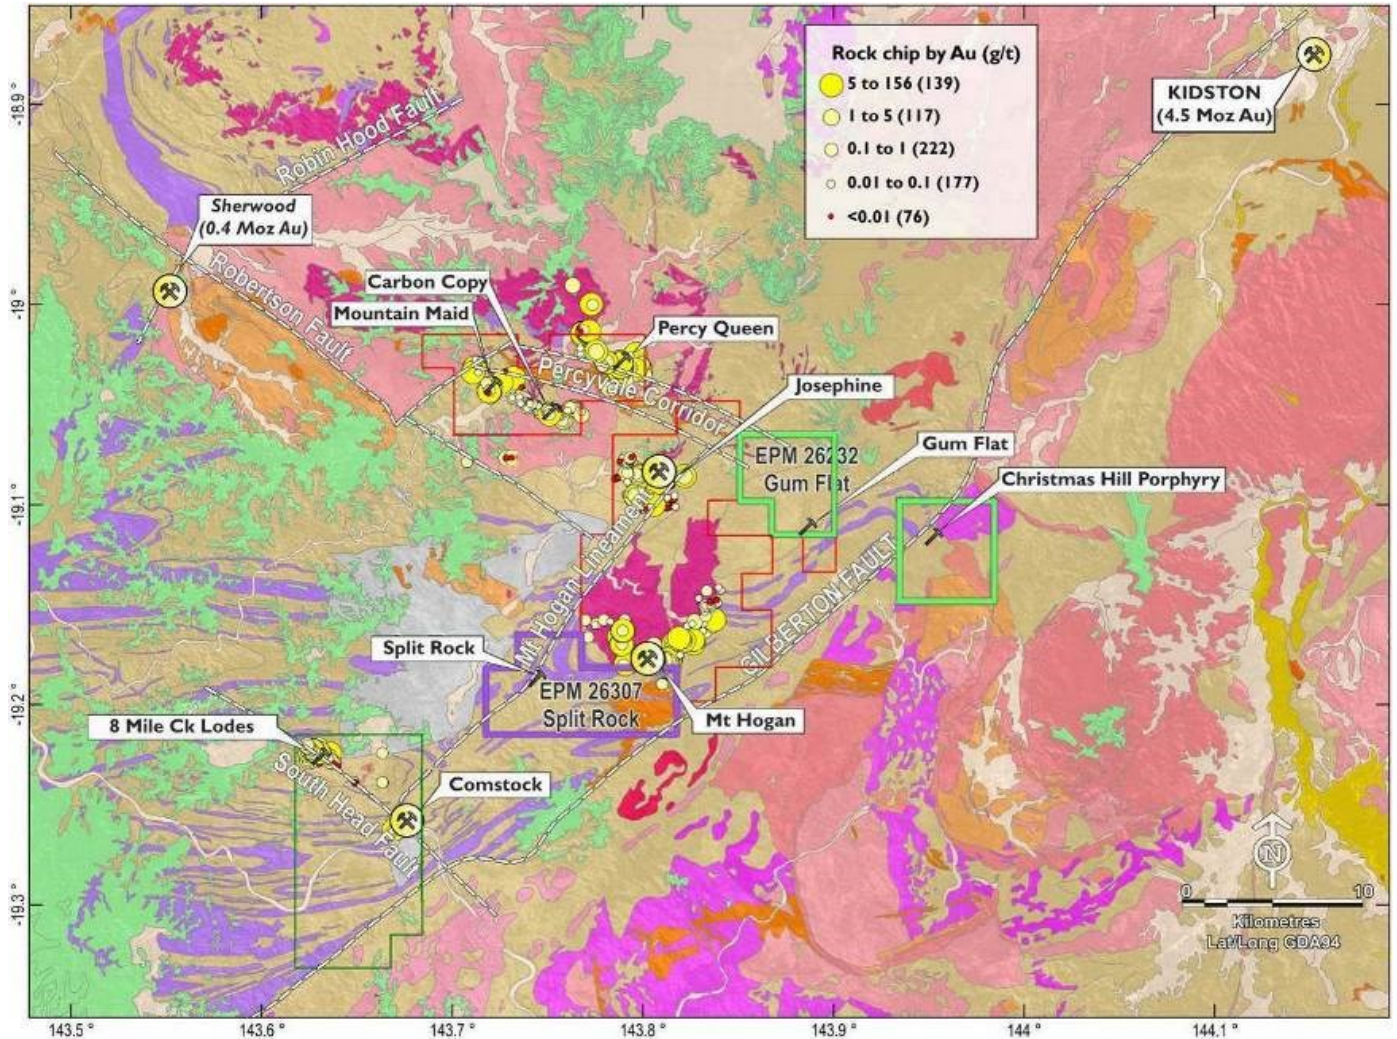 Rock chip by Au (g/t)
5 to 156 (139)
1 to 5 (117)
0.1 to 1 (222)
0.01 to 0.1 (177)
<0.01 (76)
KIDSTON
(4.5 Moz Au)
-18.9°
Robin Hood Fault
Sherwood
(0.4 Moz Au)
Robertson Fault
Carbon Copy
Mountain Maid
-19°
Percy Queen
Percyvale Corridor
Josephine
EPM 26232
Gum Flat
Gum Flat
Christmas Hill Porphyry
-19.1°
Mt Hogan Lineament
GILBERTON FAULT
Split Rock
EPM 26307
Split Rock
-19.2°
Mt Hogan
8 Mile Ck Lodes
South Head Fault
Comstock
-19.3°
N
0 10
Kilometres
Lat/Long GDA94
143.5 ° 143.6 ° 143.7 ° 143.8 ° 143.9 ° 144 ° 144.1 °